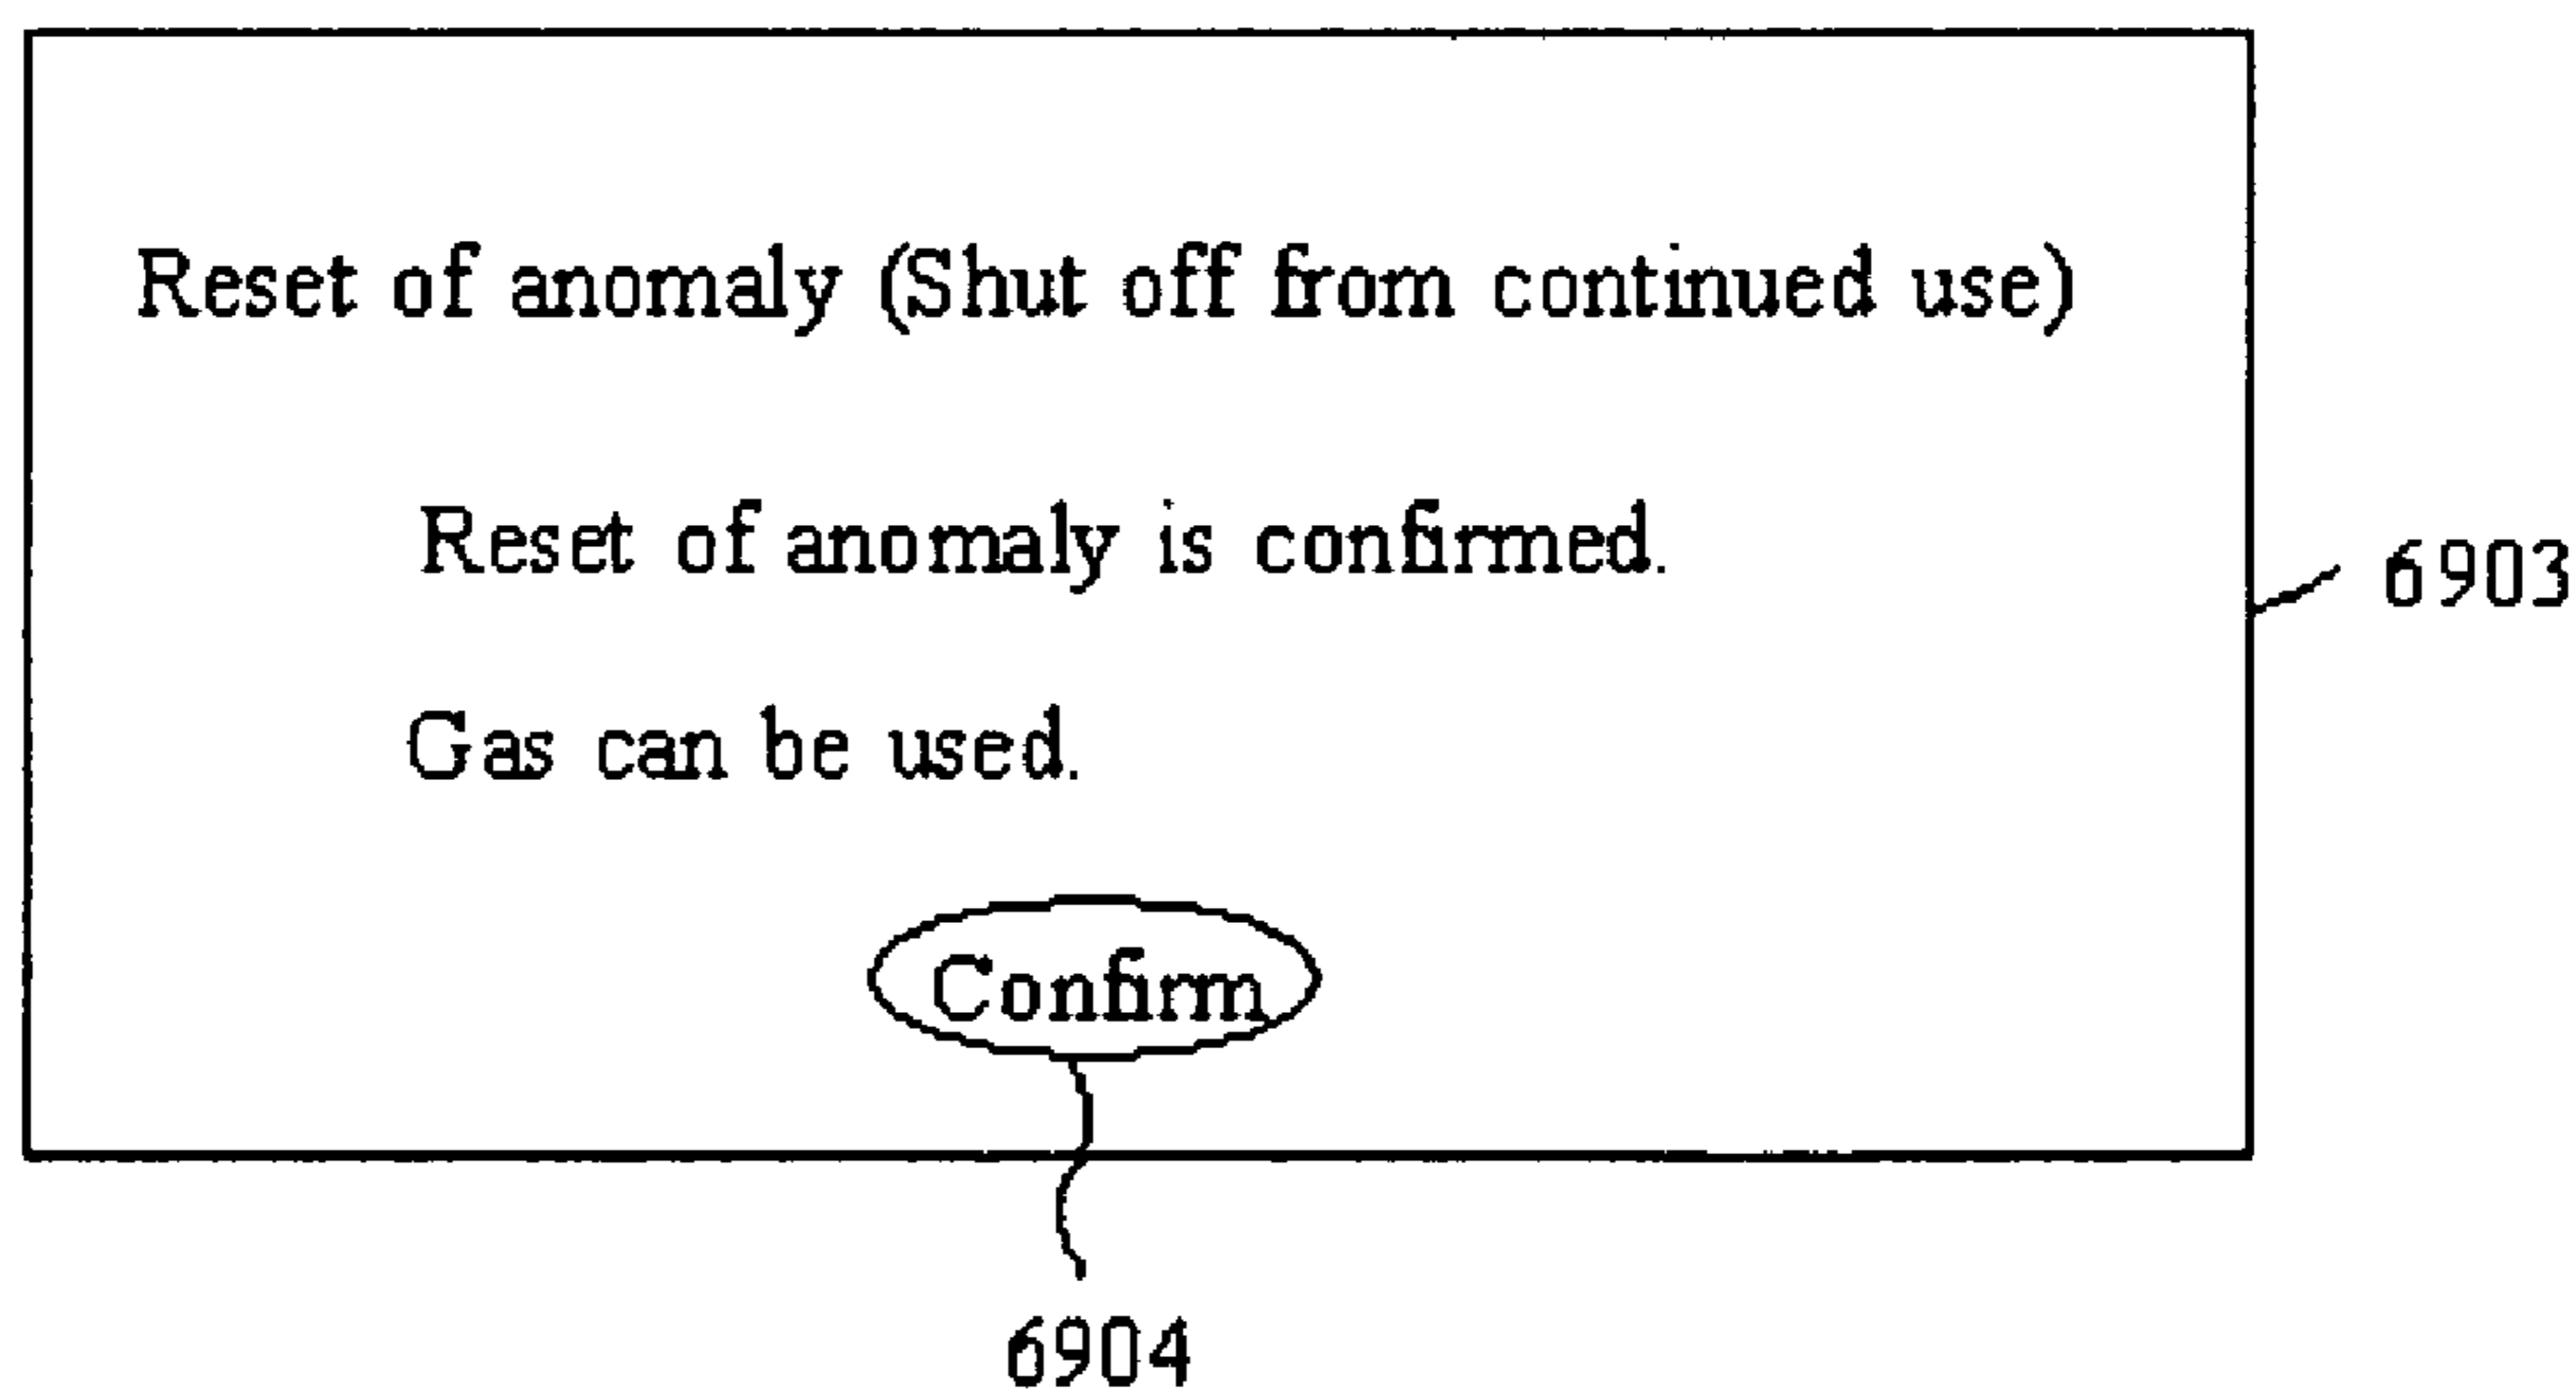 Reset of anomaly (Shut off from continued use)
Reset of anomaly is confirmed.
6903
Gas can be used.
Confirm
6904